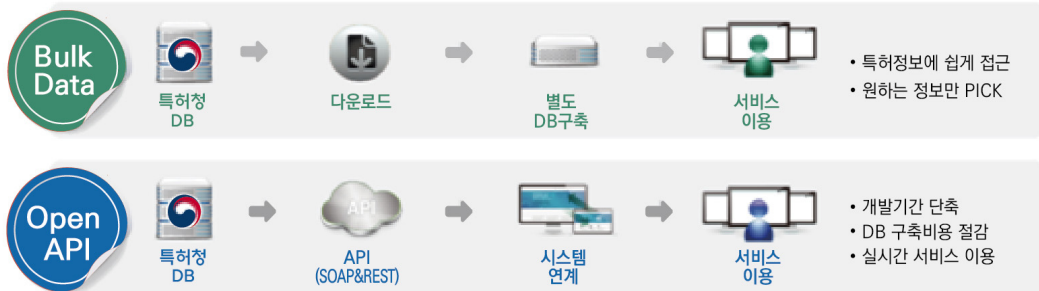 Bulk
Data
특허청
DB
다운로드
별도
DB구축
서비스
이용
• 특허정보에 쉽게 접근
• 원하는 정보만 PICK
Open
API
특허청
DB
API
API
(SOAP&REST)
시스템
연계
서비스
이용
• 개발기간 단축
• DB 구축비용 절감
• 실시간 서비스 이용